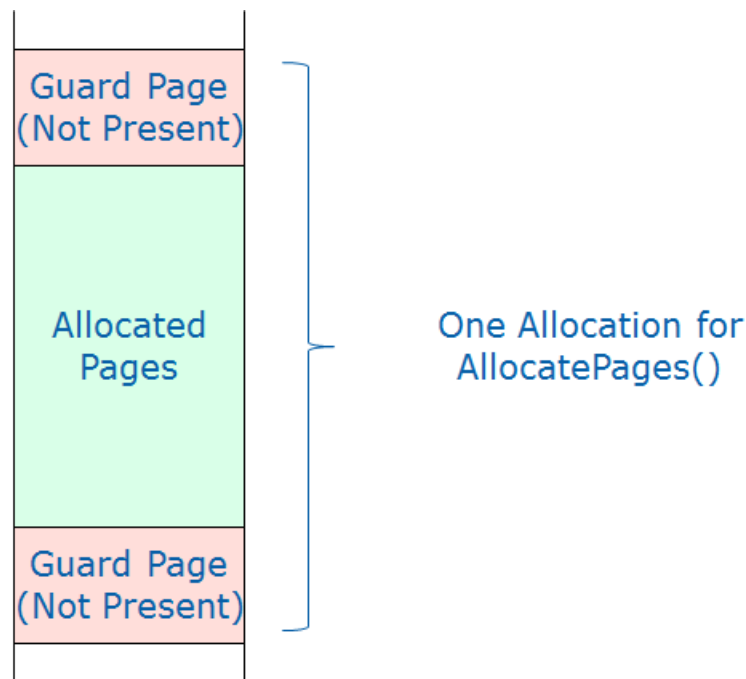 Guard Page
(Not Present)
Allocated
Pages
One Allocation for
AllocatePages()
Guard Page
(Not Present)